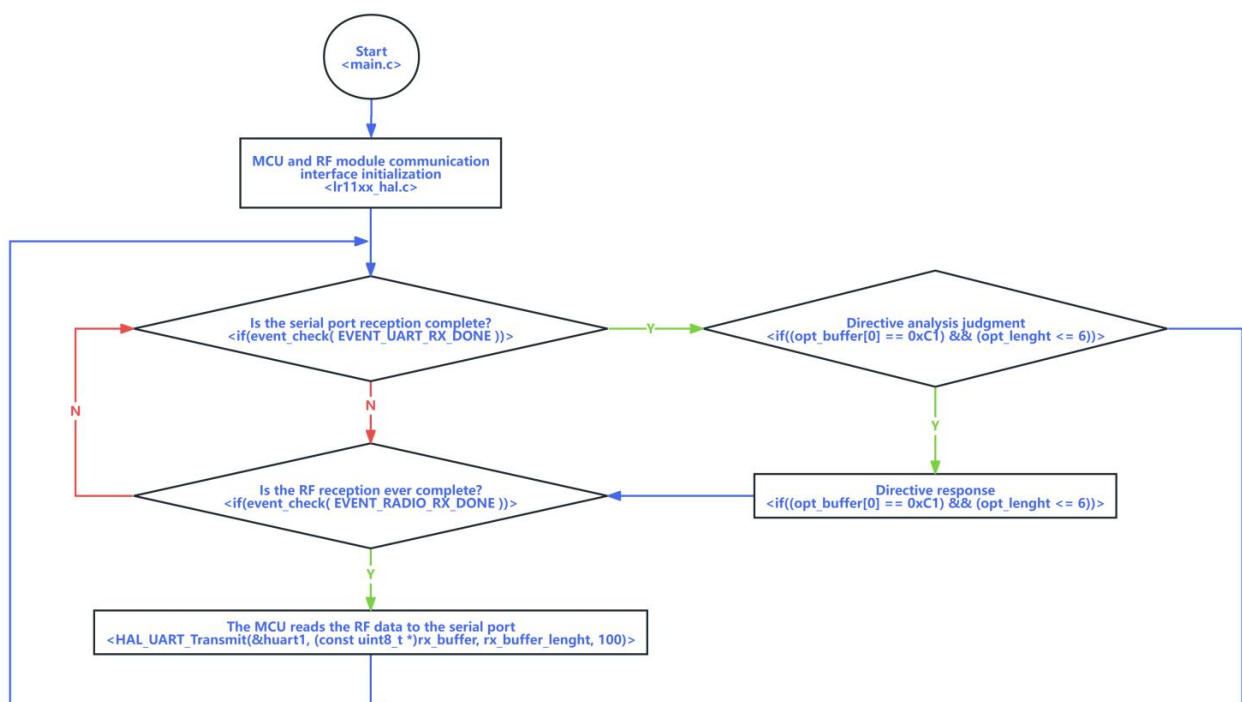 Start
<main.c>
MCU and RF module communication
interface initialization
<lr11xx_hal.c>
Is the serial port reception complete?
<if(event_check( EVENT_UART_RX_DONE ))>
Y
Directive analysis judgment
<if((opt_buffer[0] == 0xC1) && (opt_lenght <= 6))>
N
N
Y
Is the RF reception ever complete?
<if(event_check( EVENT_RADIO_RX_DONE ))>
Directive response
<if((opt_buffer[0] == 0xC1) && (opt_lenght <= 6))>
Y
The MCU reads the RF data to the serial port
<HAL_UART_Transmit(&huart1, (const uint8_t *)rx_buffer, rx_buffer_lenght, 100)>